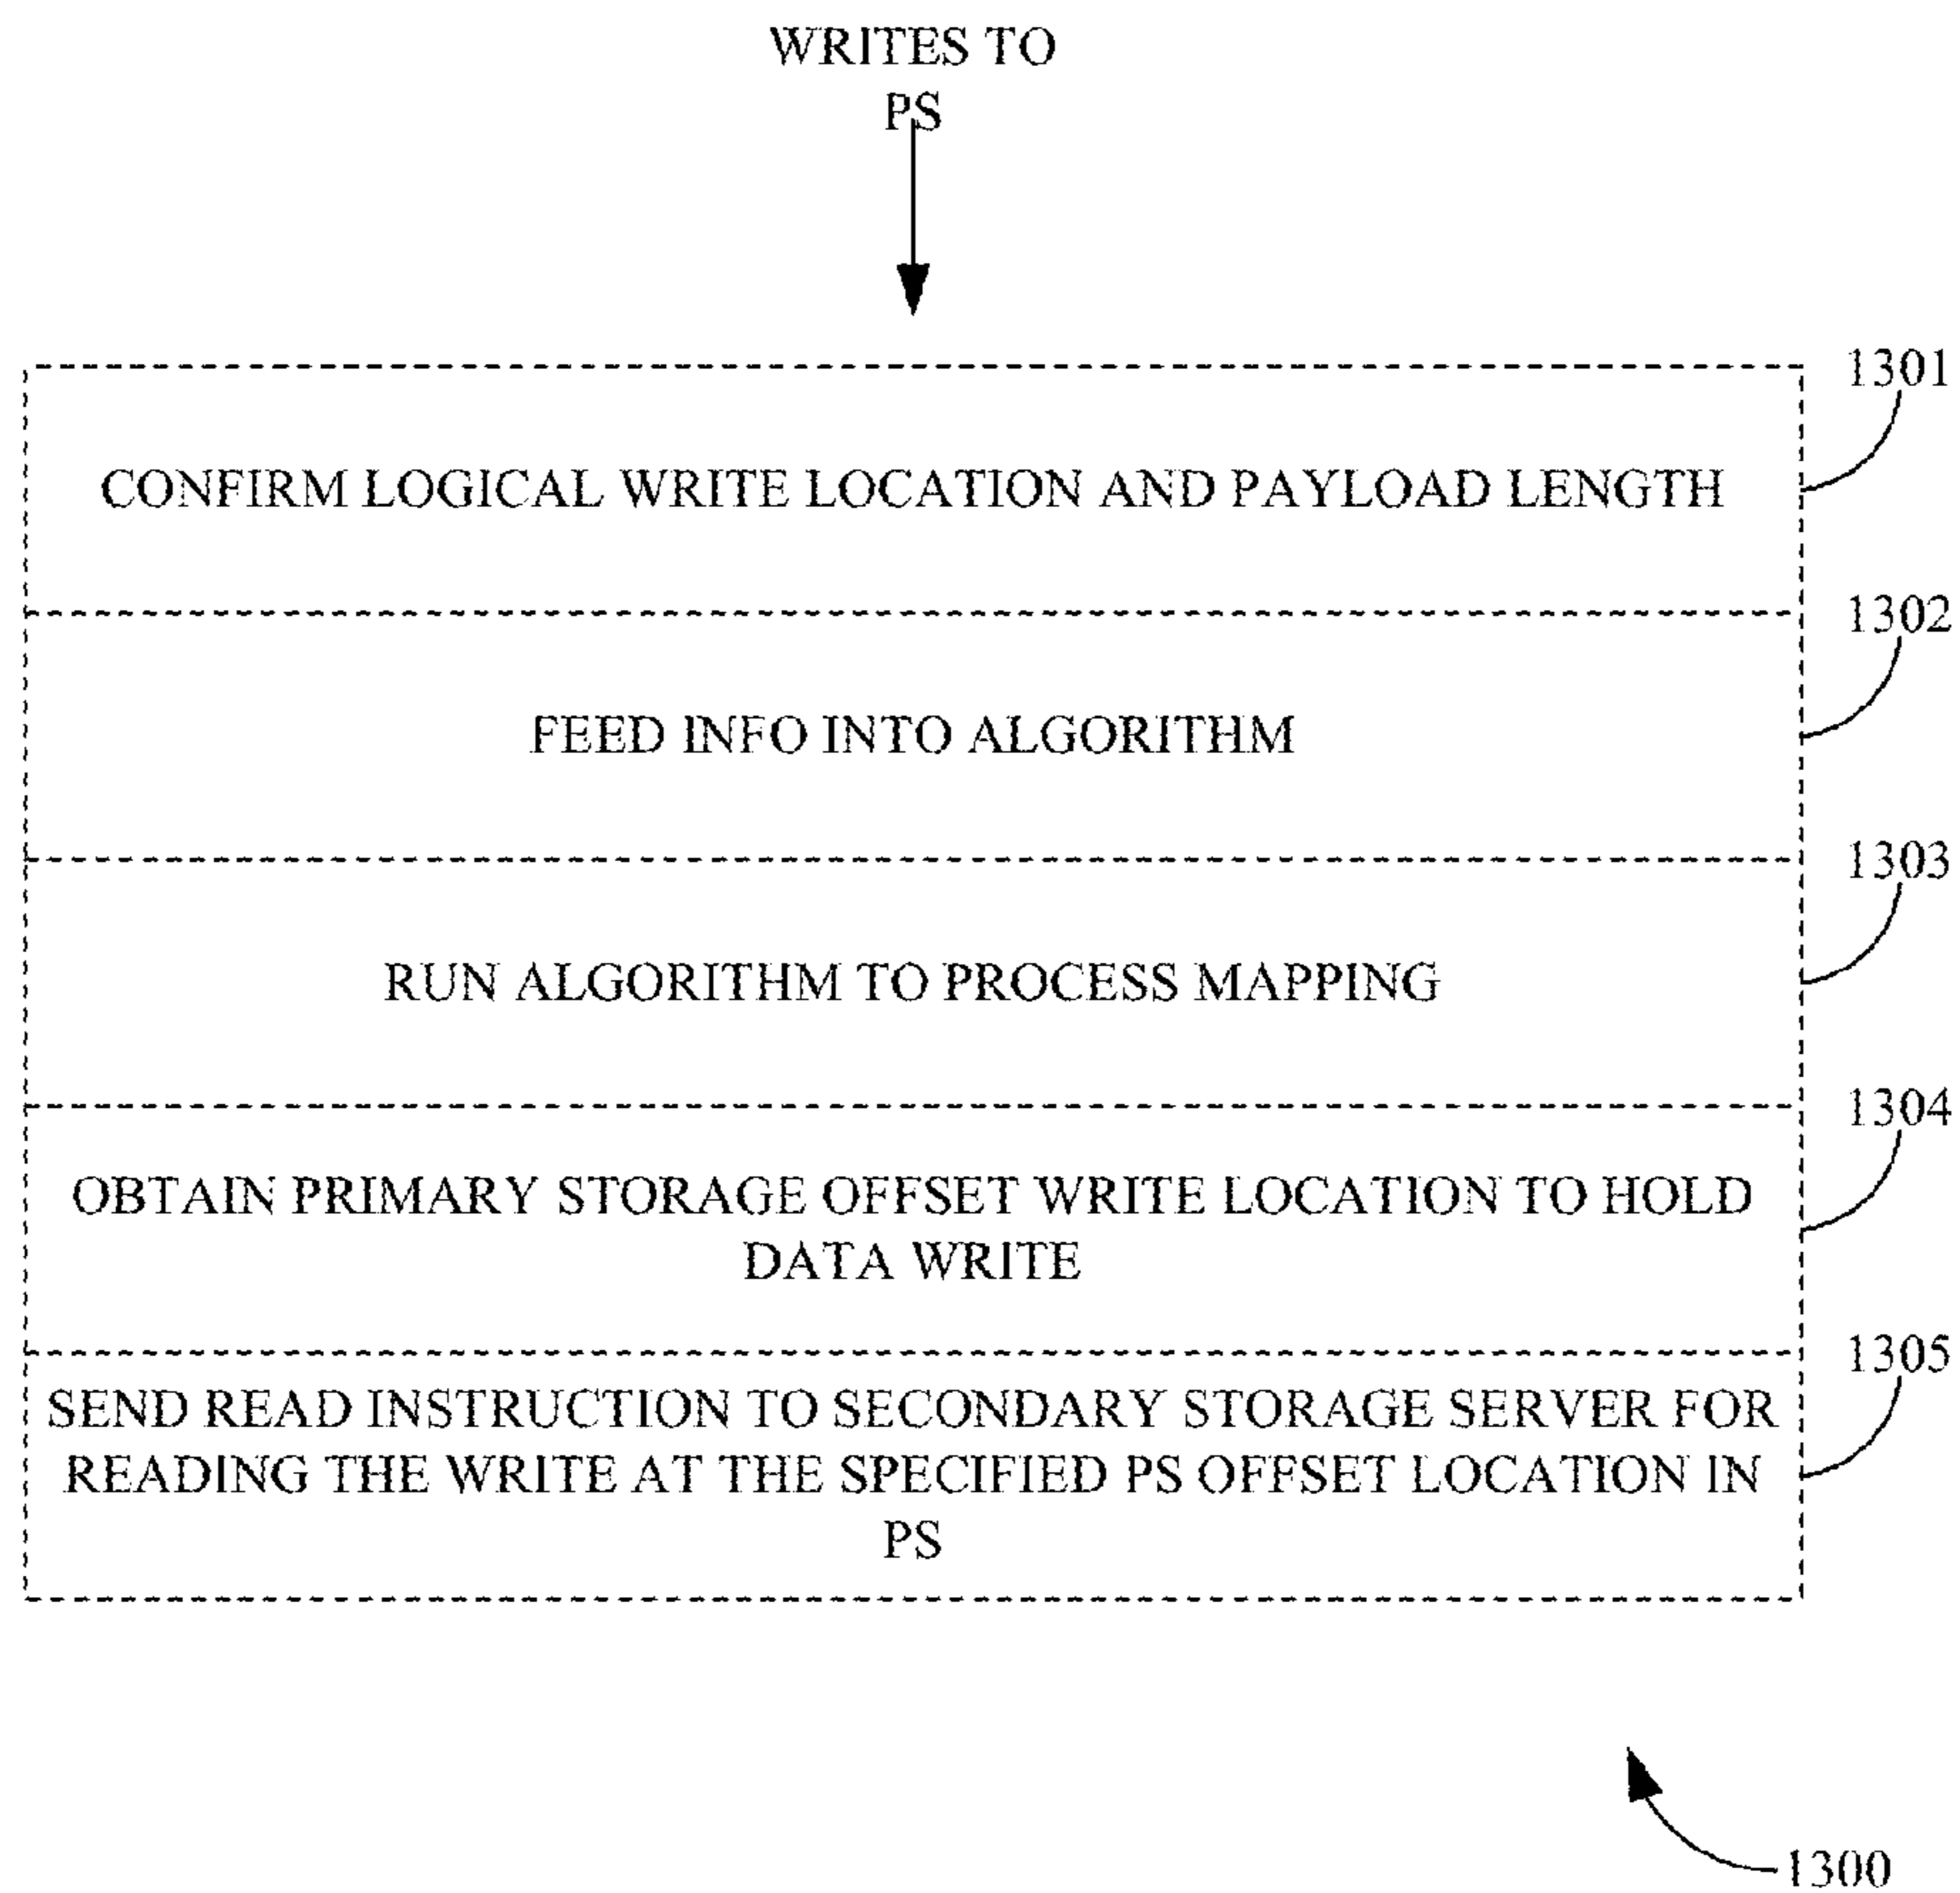 WRITES TO
PS
1301
CONFIRM LOGICAL WRITE LOCATION AND PAYLOAD LENGTH
1302
FEED INFO INTO ALGORITHM
1303
RUN ALGORITHM TO PROCESS MAPPING
1304
OBTAIN PRIMARY STORAGE OFFSET WRITE LOCATION TO HOLD
DATA WRITE
1305
SEND READ INSTRUCTION TO SECONDARY STORAGE SERVER FOR
READING THE WRITE AT THE SPECIFIED PS OFFSET LOCATION IN
PS
1300